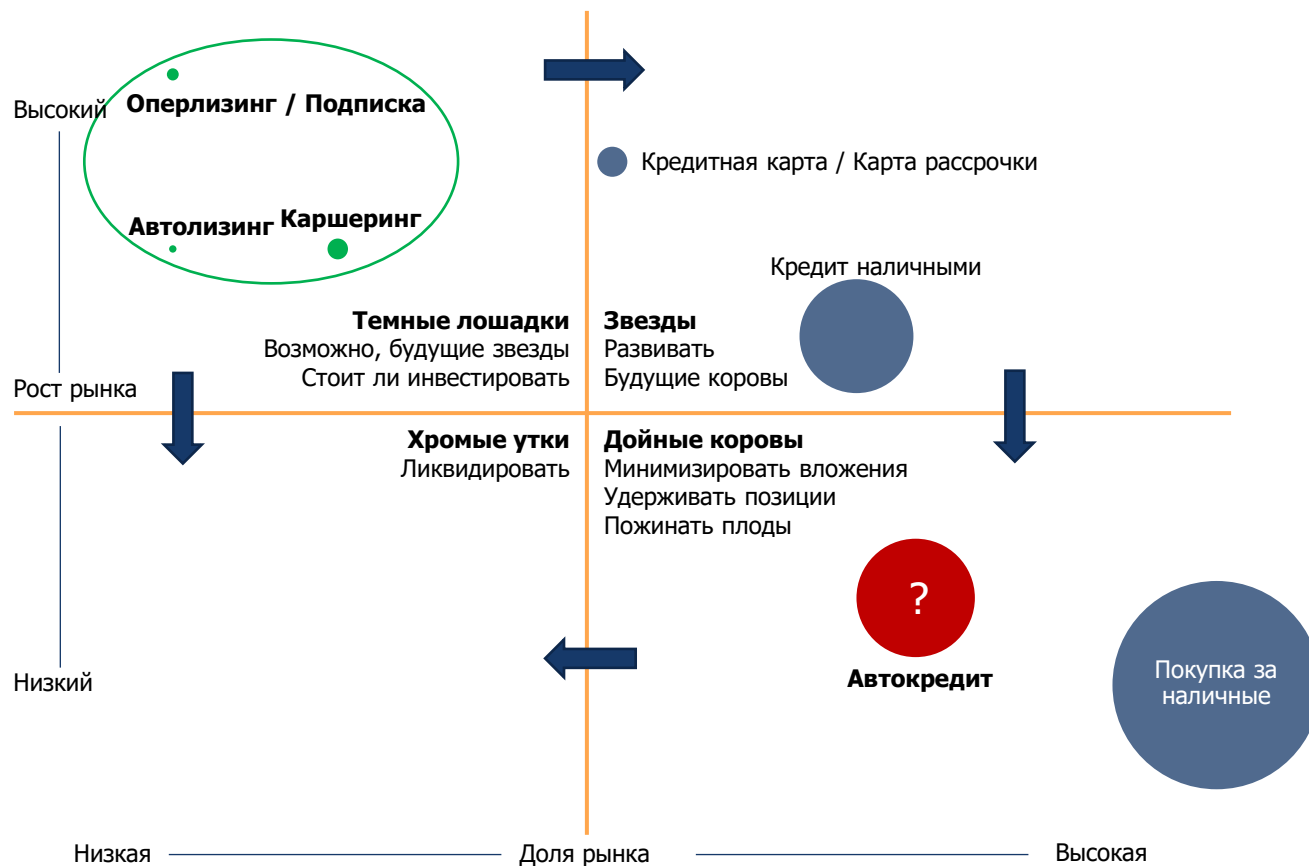 Высокий
Оперлизинг / Подписка
Кредитная карта / Карта рассрочки
Автолизинг
Каршеринг
Кредит наличными
Темные лошадки
Возможно, будущие звезды
Стоит ли инвестировать
Звезды
Развивать
Будущие коровы
Рост рынка
Хромые утки
Ликвидировать
Дойные коровы
Минимизировать вложения
Удерживать позиции
Пожинать плоды
?
Автокредит
Покупка за
наличные
Низкий
Низкая
Доля рынка
Высокая